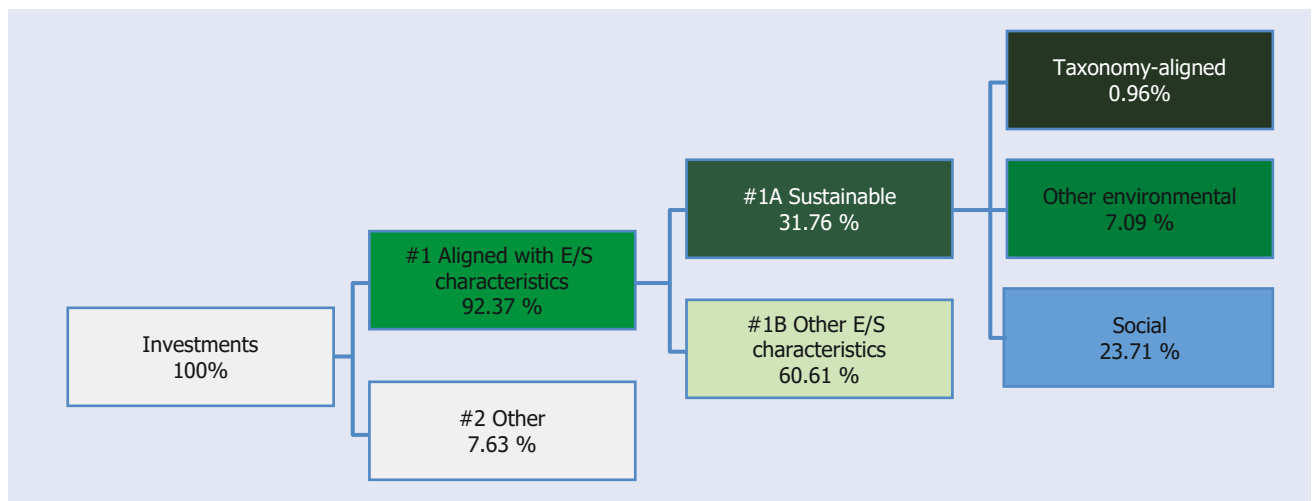 Investments
100%
#1 Aligned with E/S
characteristics
92.37 %
#2 Other
7.63 %
#1A Sustainable
31.76 %
#1B Other E/S
characteristics
60.61 %
Taxonomy-aligned
0.96%
Other environmental
7.09 %
Social
23.71 %